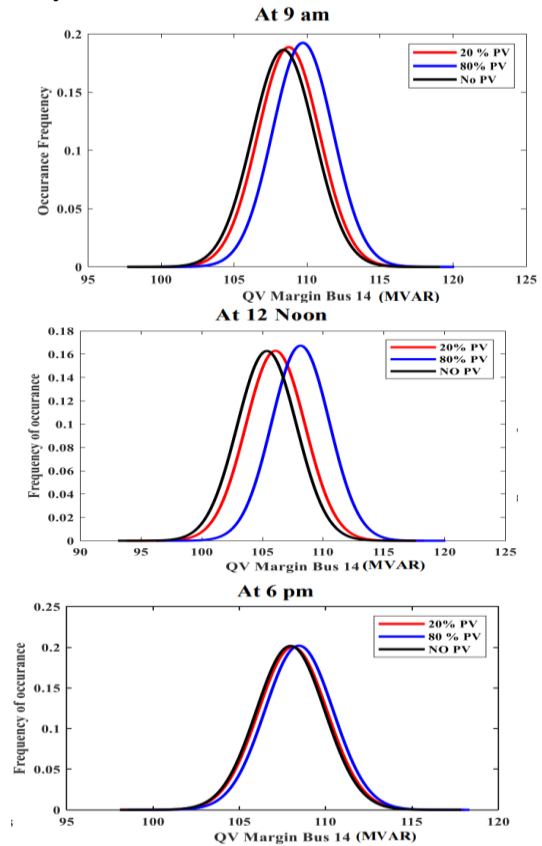 At 9 am
0.2
0.15
0.1
0.05
0
Occurance Frequency
20 % PV
80% PV
No PV
95 100 105 110 115 120 125
QV Margin Bus 14 (MVAR)
At 12 Noon
0.18
0.16
0.14
0.12
0.1
0.08
0.06
0.04
0.02
0
Frequency of occurance
20% PV
80% PV
NO PV
90 95 100 105 110 115 120 125
QV Margin Bus 14 (MVAR)
At 6 pm
0.25
0.2
0.15
0.1
0.05
0
Frequency of occurance
20% PV
80 % PV
NO PV
95 100 105 110 115 120
QV Margin Bus 14 (MVAR)